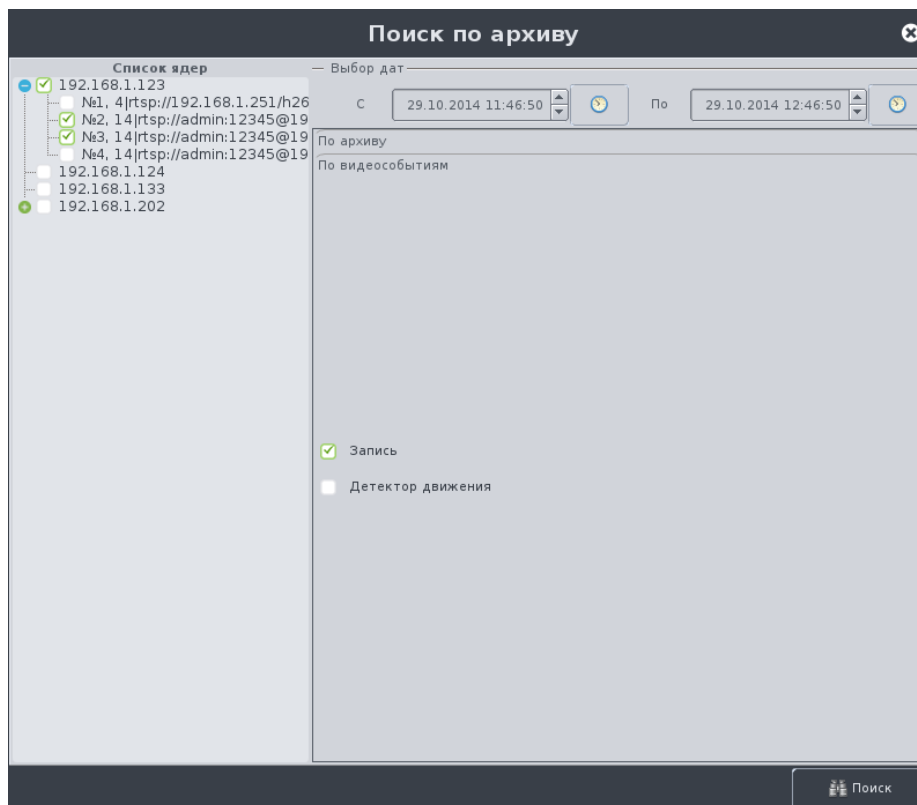 Поиск по архиву
Список ядер
192.168.1.123
№1, 4|rtsp://192.168.1.251/h26
№2, 14|rtsp://admin:12345@19
№3, 14|rtsp://admin:12345@19
№4, 14|rtsp://admin:12345@19
192.168.1.124
192.168.1.133
192.168.1.202
Выбор дат
С 29.10.2014 11:46:50 По 29.10.2014 12:46:50
По архиву
По видеособытиям
Запись
Детектор движения
Поиск